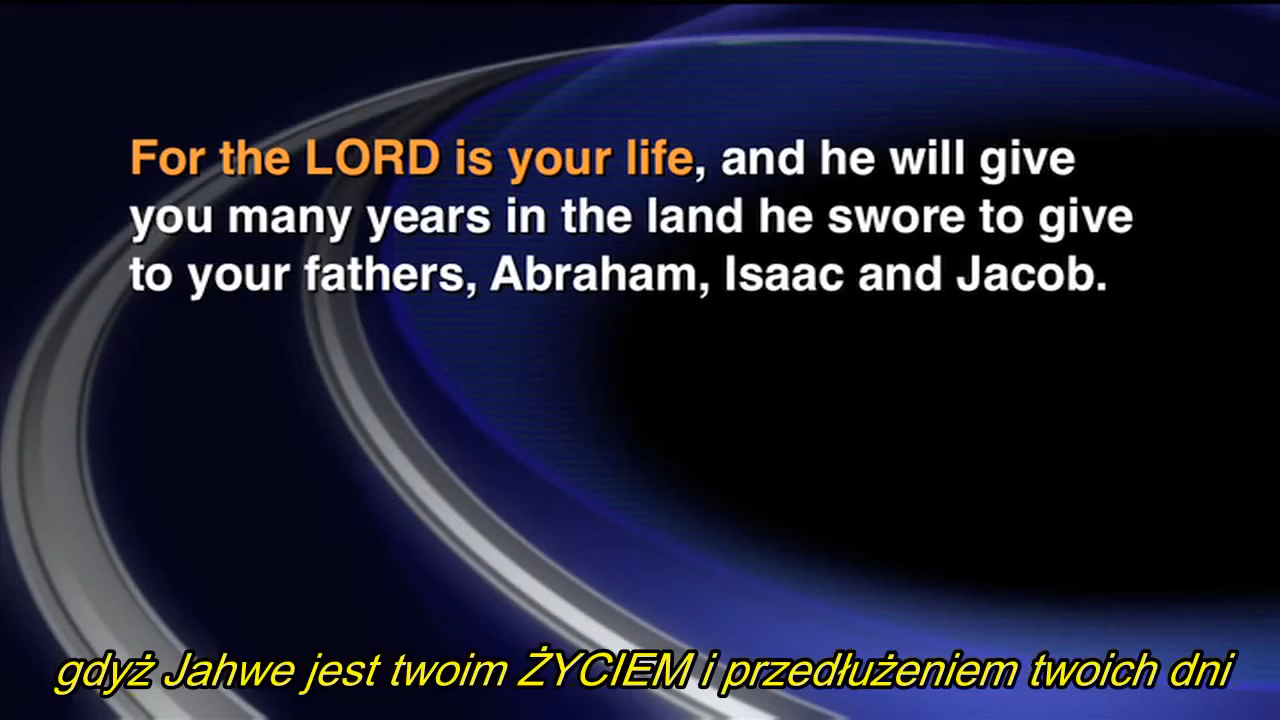 For the LORD is your life, and he will give
you many years in the land he swore to give
to your fathers, Abraham, Isaac and Jacob.
gdyż Jahwe jest twoim ŻYCIEM i przedłużeniem twoich dni